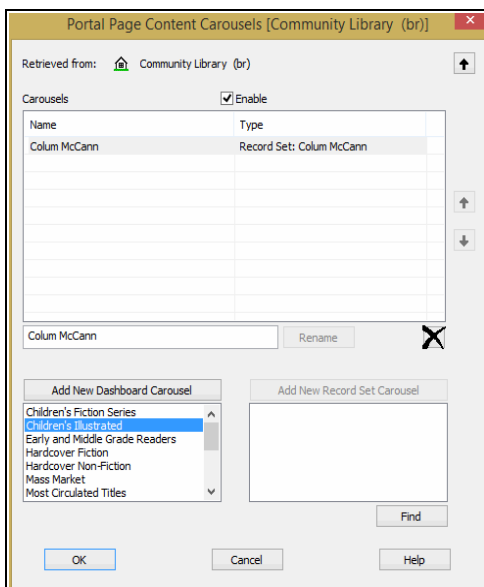 Portal Page Content Carousels [Community Library (br)]
Retrieved from: Community Library (br)
Carousels Enable
Name Type
Colum McCann Record Set: Colum McCann
Colum McCann Rename
Add New Dashboard Carousel Add New Record Set Carousel
Children's Fiction Series
Children's Illustrated
Early and Middle Grade Readers
Hardcover Fiction
Hardcover Non-Fiction
Mass Market
Most Circulated Titles
Find
OK Cancel Help